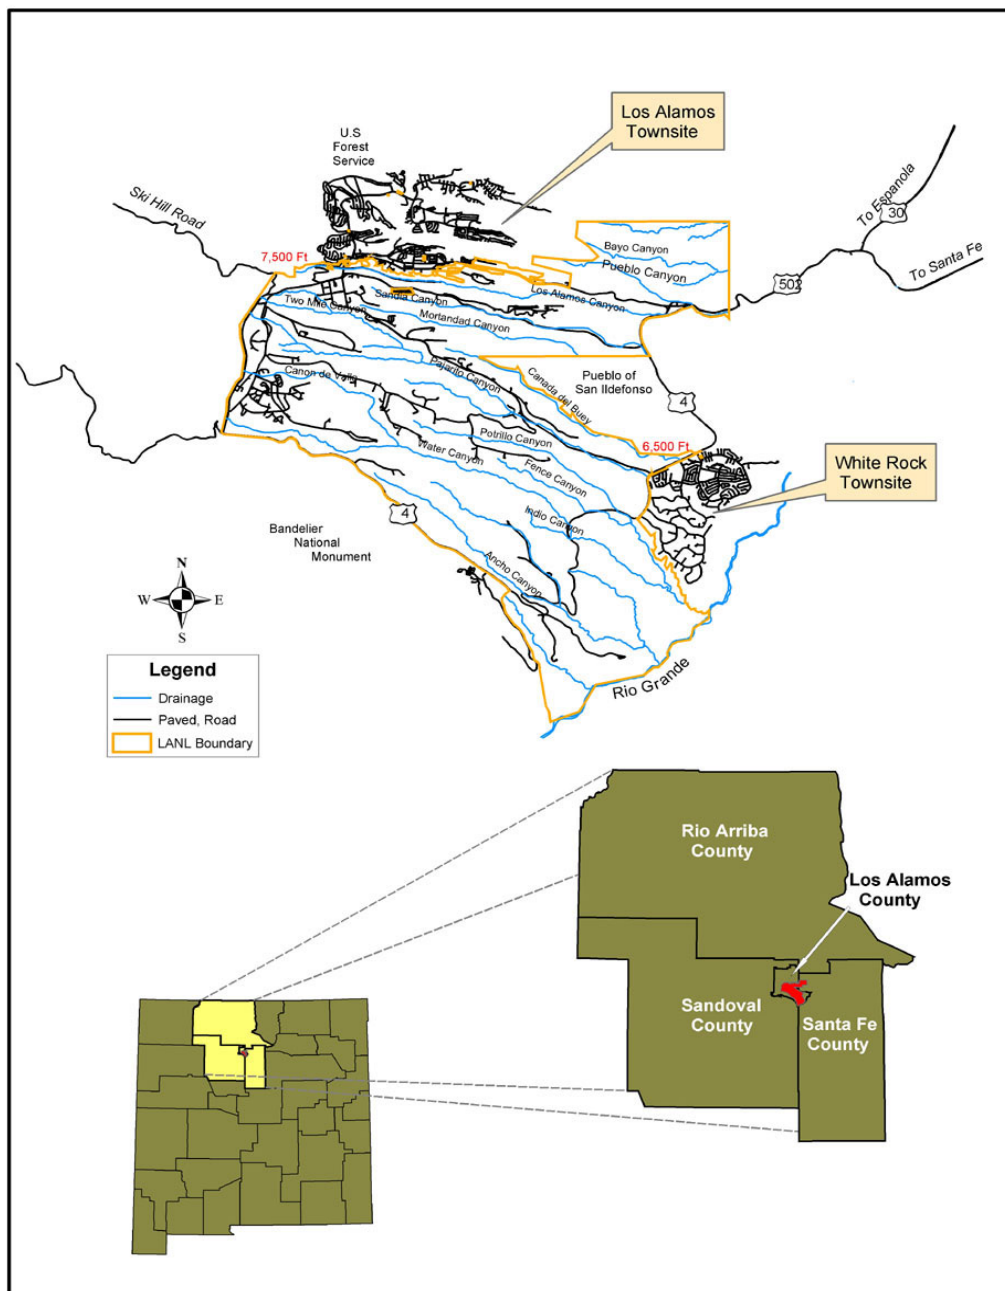 Los Alamos
Townsite
U.S
Forest
Service
Ski Hill Road
To Espanola
30
To Santa Fe
502
7,500 Ft
Bayo Canyon
Pueblo Canyon
Los Alamos Canyon
Sandia Canyon
Two Mile Canyon
Mortandad Canyon
Pajarito Canyon
Canon de Valle
Canada del Buey
Pueblo of
San Ildefonso
4
6,500 Ft
Potrillo Canyon
Water Canyon
Fence Canyon
White Rock
Townsite
4
Indio Canyon
Bandelier
National
Monument
Ancho Canyon
N
W
E
S
Rio Grande
Legend
Drainage
Paved, Road
LANL Boundary
Rio Arriba
County
Los Alamos
County
Sandoval
County
Santa Fe
County